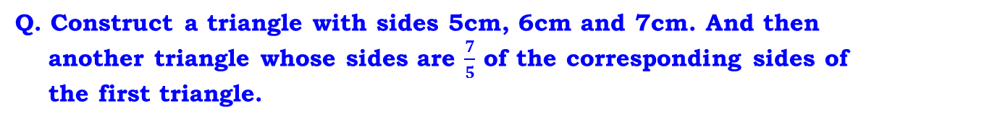 Q. Construct a triangle with sides 5cm, 6cm and 7cm. And then
another triangle whose sides are 7/5 of the corresponding sides of
the first triangle.